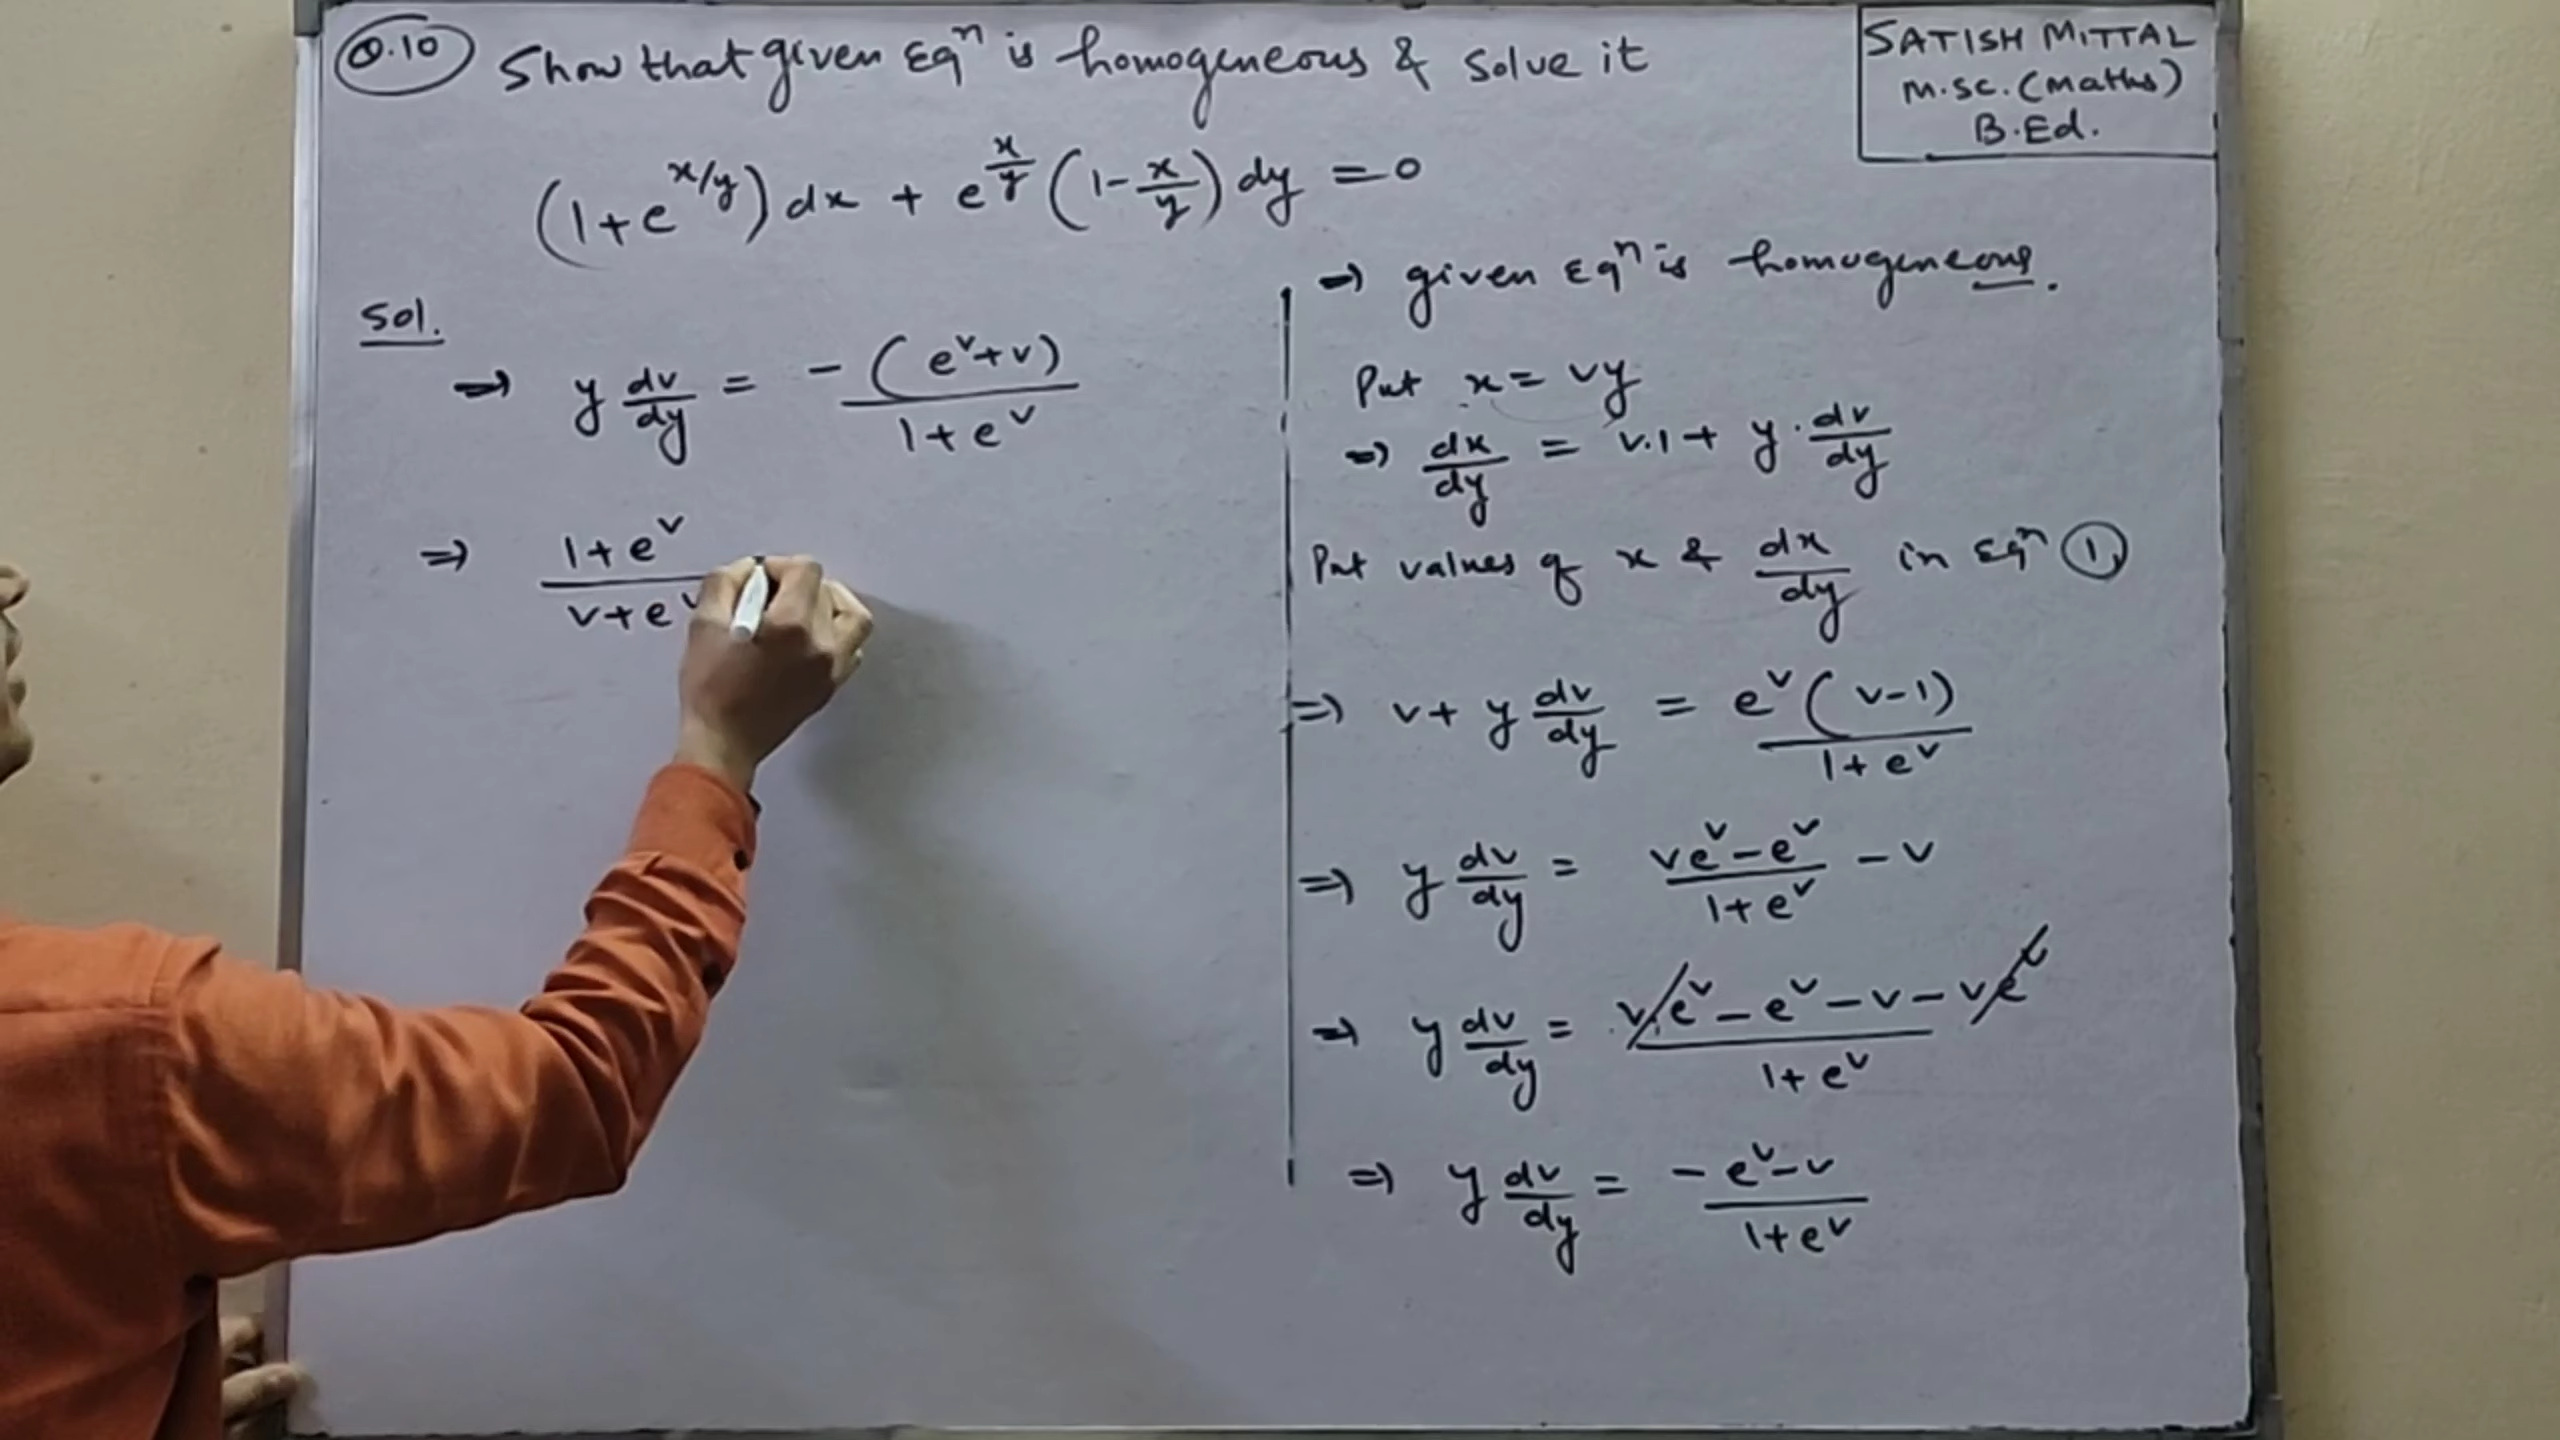 Q.10 Show that given Eqⁿ is homogeneous & solve it
SATISH MITTAL
M.SC. (Maths)
B.Ed.
(1+e^{x/y}) dx + e^{x/y} (1-x/y) dy = 0
Sol.
⇒ y dv/dy = -(e^v+v)/(1+e^v)
⇒ (1+e^v)/(v+e^v)
⇒ given Eqⁿ is homogeneous.
Put x = vy
⇒ dx/dy = v.1 + y.dv/dy
Put values of x & dx/dy in Eqⁿ ①,
⇒ v + y dv/dy = e^v(v-1)/(1+e^v)
⇒ y dv/dy = (ve^v-e^v)/(1+e^v) - v
⇒ y dv/dy = (v.e^v - e^v - v - ve^v)/(1+e^v)
⇒ y dv/dy = (-e^v-v)/(1+e^v)